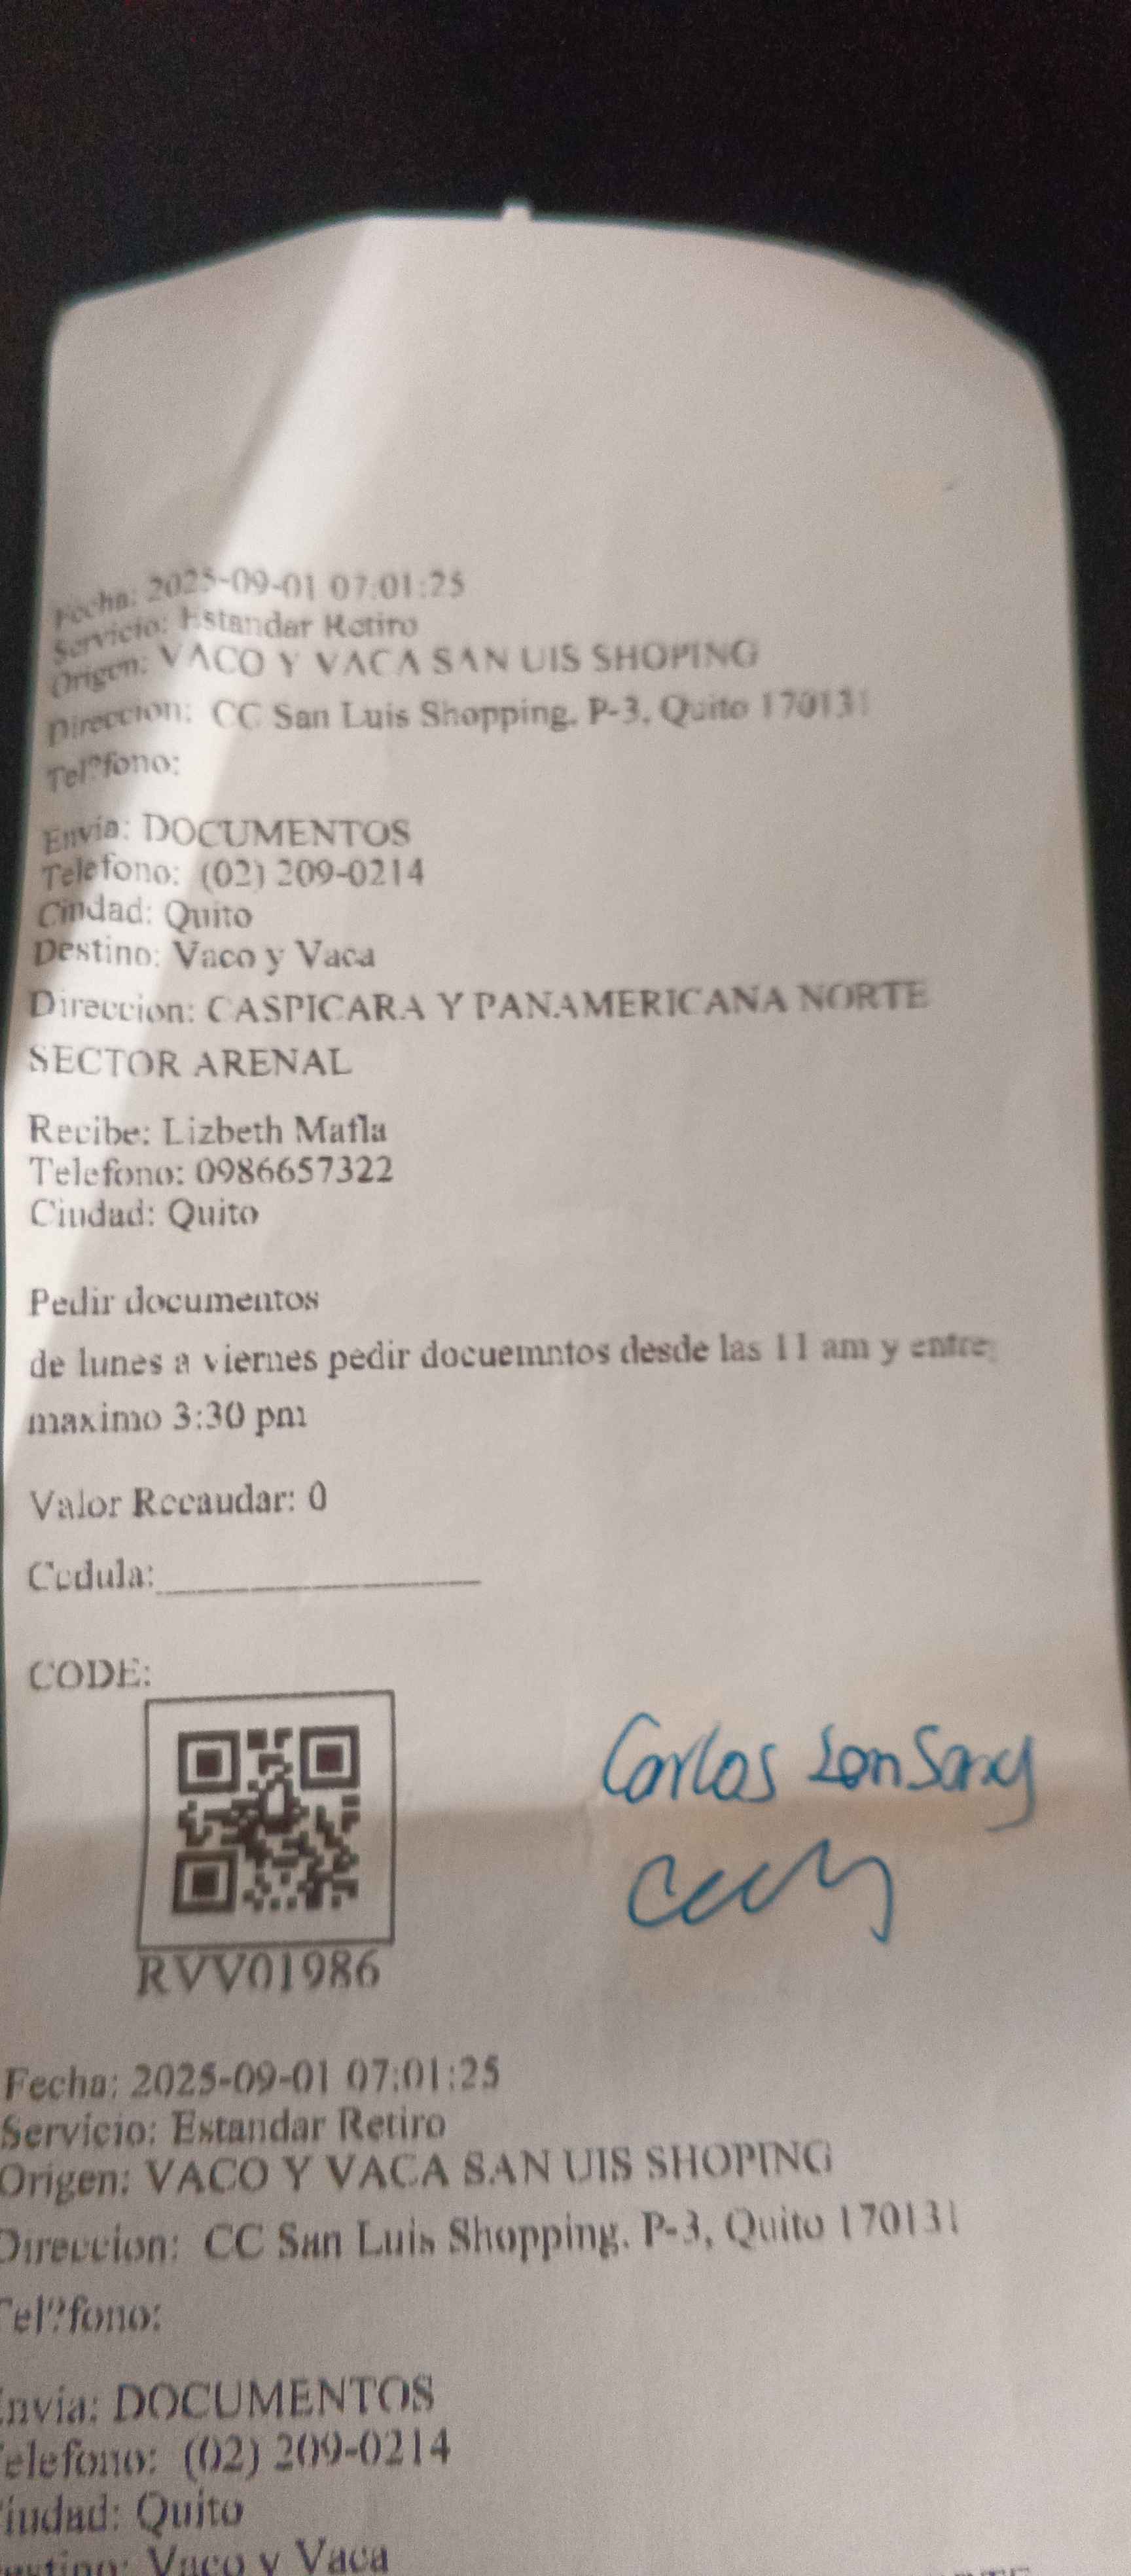 Fecha: 2025-09-01 07:01:25
Servicio: Estandar Retiro
Origen: VACO Y VACA SAN UIS SHOPING
Direccion: CC San Luis Shopping, P-3, Quito 170131
Tel?fono:
Envia: DOCUMENTOS
Telefono: (02) 209-0214
Ciudad: Quito
Destino: Vaco y Vaca
Direccion: CASPICARA Y PANAMERICANA NORTE
SECTOR ARENAL
Recibe: Lizbeth Mafla
Telefono: 0986657322
Ciudad: Quito
Pedir documentos
de lunes a viernes pedir docuemntos desde las 11 am y entre
maximo 3:30 pm
Valor Recaudar: 0
Cedula:
CODE:
Carlos
RVV01986
Fecha: 2025-09-01 07:01:25
Servicio: Estandar Retiro
Origen: VACO Y VACA SAN UIS SHOPING
Direccion: CC San Luis Shopping, P-3, Quito 170131
Tel?fono:
Envia: DOCUMENTOS
Telefono: (02) 209-0214
Ciudad: Quito
Destino: Vaco y Vaca